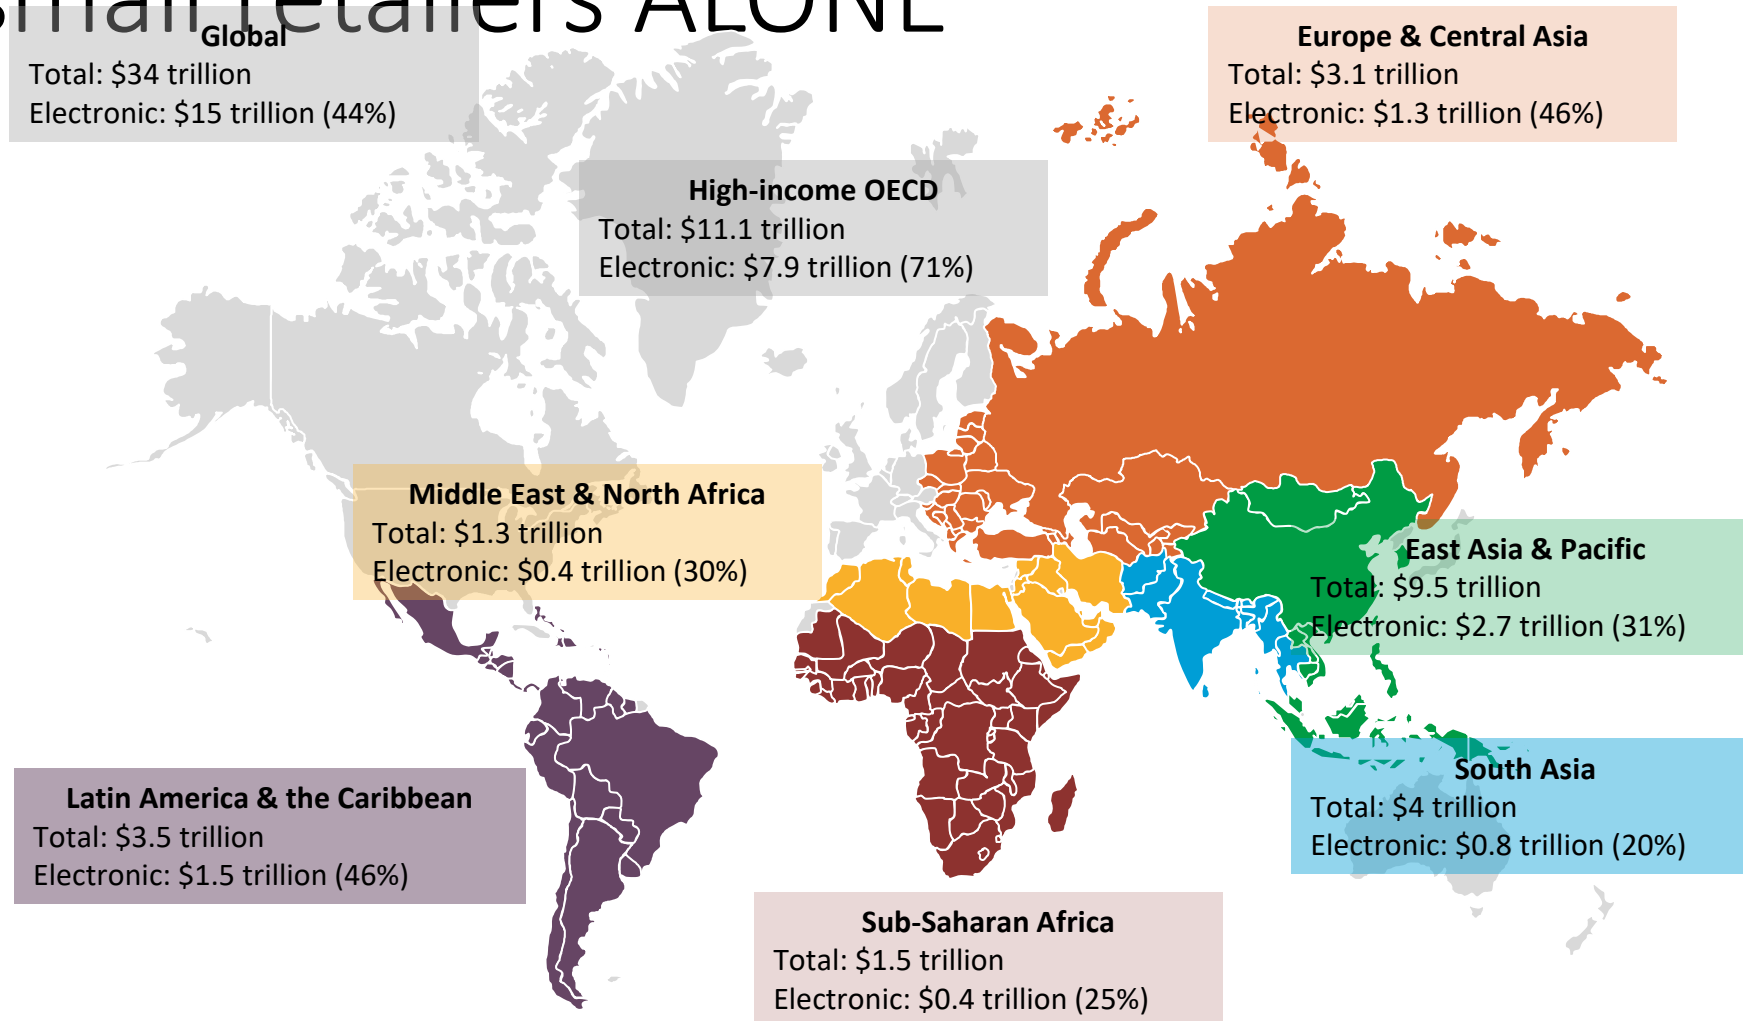 small retailers ALONE
Global
Total: $34 trillion
Electronic: $15 trillion (44%)
Europe & Central Asia
Total: $3.1 trillion
Electronic: $1.3 trillion (46%)
High-income OECD
Total: $11.1 trillion
Electronic: $7.9 trillion (71%)
Middle East & North Africa
Total: $1.3 trillion
Electronic: $0.4 trillion (30%)
East Asia & Pacific
Total: $9.5 trillion
Electronic: $2.7 trillion (31%)
South Asia
Total: $4 trillion
Electronic: $0.8 trillion (20%)
Latin America & the Caribbean
Total: $3.5 trillion
Electronic: $1.5 trillion (46%)
Sub-Saharan Africa
Total: $1.5 trillion
Electronic: $0.4 trillion (25%)